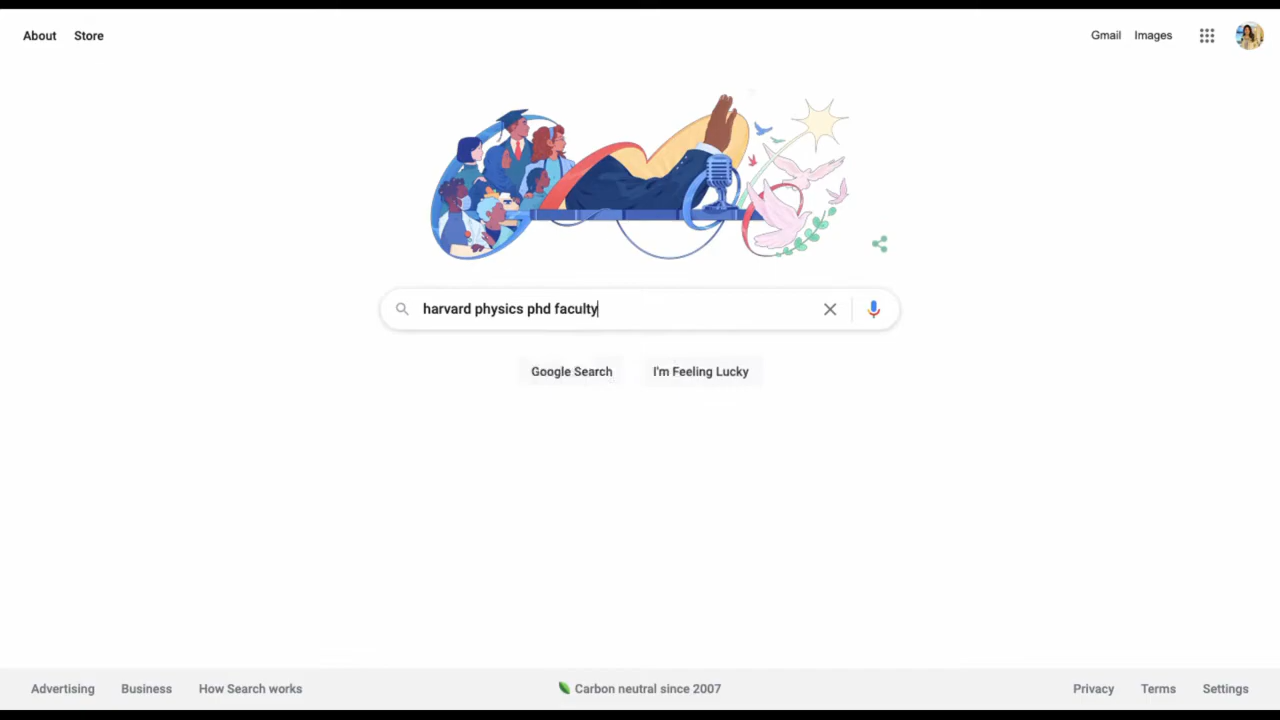 About Store
Gmail Images
harvard physics phd faculty
Google Search I'm Feeling Lucky
Advertising Business How Search works
Carbon neutral since 2007
Privacy Terms Settings